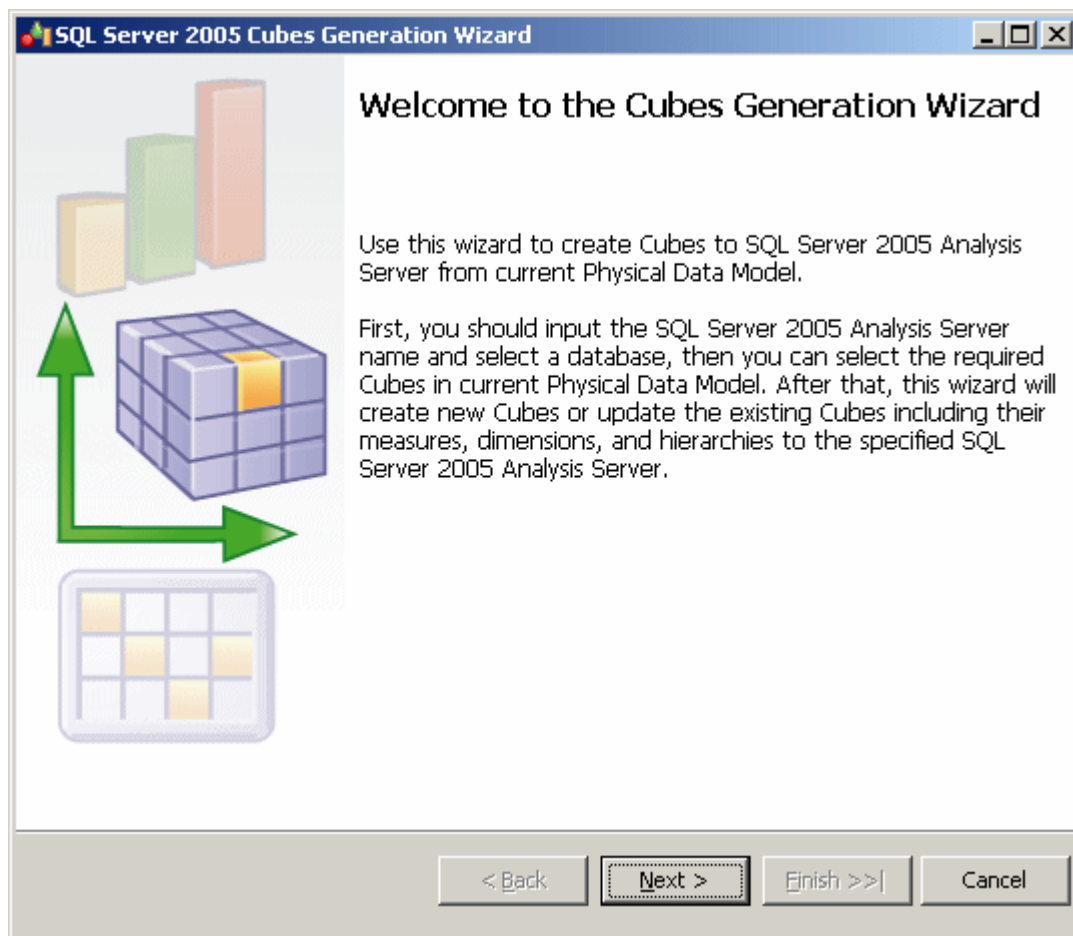 SQL Server 2005 Cubes Generation Wizard
Welcome to the Cubes Generation Wizard
Use this wizard to create Cubes to SQL Server 2005 Analysis
Server from current Physical Data Model.
First, you should input the SQL Server 2005 Analysis Server
name and select a database, then you can select the required
Cubes in current Physical Data Model. After that, this wizard will
create new Cubes or update the existing Cubes including their
measures, dimensions, and hierarchies to the specified SQL
Server 2005 Analysis Server.
< Back Next > Finish >>| Cancel